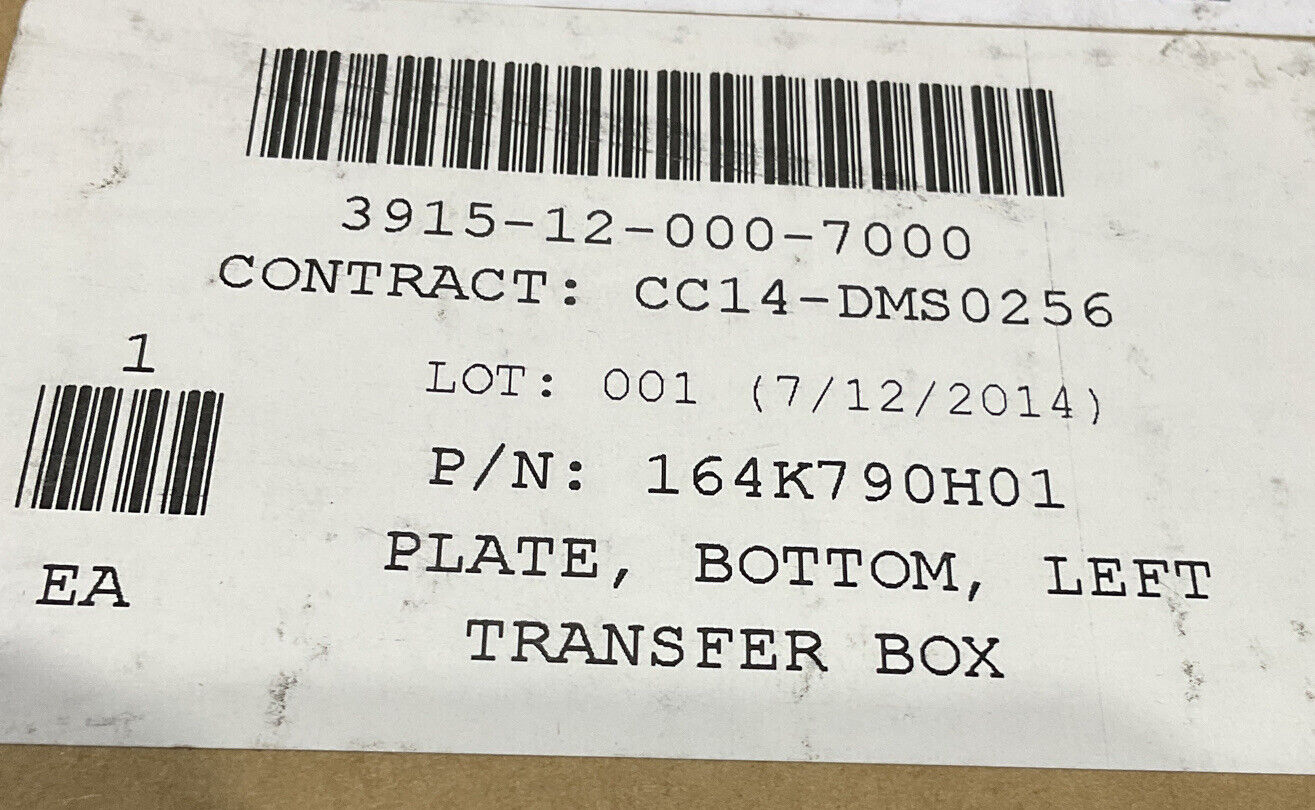 3915-12-000-7000
CONTRACT: CC14-DMS0256
LOT: 001 (7/12/2014)
1
P/N: 164K790H01
PLATE, BOTTOM, LEFT
EA
TRANSFER BOX